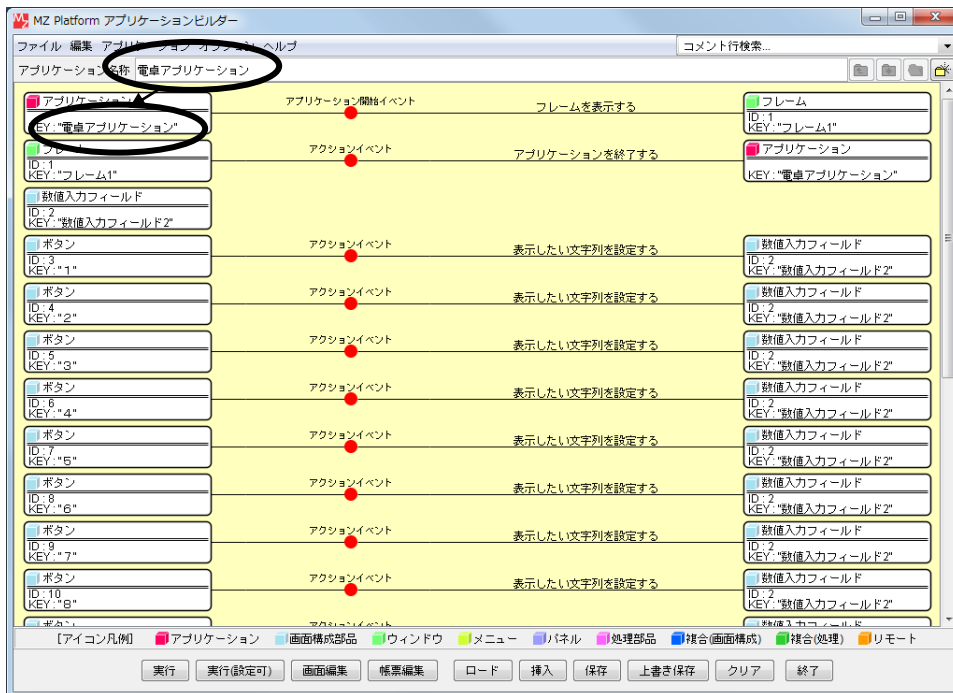 MZ Platform アプリケーションビルダー
ファイル 編集 アプリケーション オプション ヘルプ コメント行検索...
アプリケーション名称 電卓アプリケーション
アプリケーション アプリケーション開始イベント フレームを表示する フレーム
KEY:"電卓アプリケーション" ID:1
KEY:"フレーム1"
フレーム アクションイベント アプリケーションを終了する アプリケーション
ID:1
KEY:"フレーム1" KEY:"電卓アプリケーション"
数値入力フィールド
ID:2
KEY:"数値入力フィールド2"
ボタン アクションイベント 表示したい文字列を設定する 数値入力フィールド
ID:3 ID:2
KEY:"1" KEY:"数値入力フィールド2"
ボタン アクションイベント 表示したい文字列を設定する 数値入力フィールド
ID:4 ID:2
KEY:"2" KEY:"数値入力フィールド2"
ボタン アクションイベント 表示したい文字列を設定する 数値入力フィールド
ID:5 ID:2
KEY:"3" KEY:"数値入力フィールド2"
ボタン アクションイベント 表示したい文字列を設定する 数値入力フィールド
ID:6 ID:2
KEY:"4" KEY:"数値入力フィールド2"
ボタン アクションイベント 表示したい文字列を設定する 数値入力フィールド
ID:7 ID:2
KEY:"5" KEY:"数値入力フィールド2"
ボタン アクションイベント 表示したい文字列を設定する 数値入力フィールド
ID:8 ID:2
KEY:"6" KEY:"数値入力フィールド2"
ボタン アクションイベント 表示したい文字列を設定する 数値入力フィールド
ID:9 ID:2
KEY:"7" KEY:"数値入力フィールド2"
ボタン アクションイベント 表示したい文字列を設定する 数値入力フィールド
ID:10 ID:2
KEY:"8" KEY:"数値入力フィールド2"
ボタン アクションイベント 数値入力フィールド
[アイコン凡例] アプリケーション 画面構成部品 ウィンドウ メニュー パネル 処理部品 複合(画面構成) 複合(処理) リモート
実行 実行(設定可) 画面編集 帳票編集 ロード 挿入 保存 上書き保存 クリア 終了